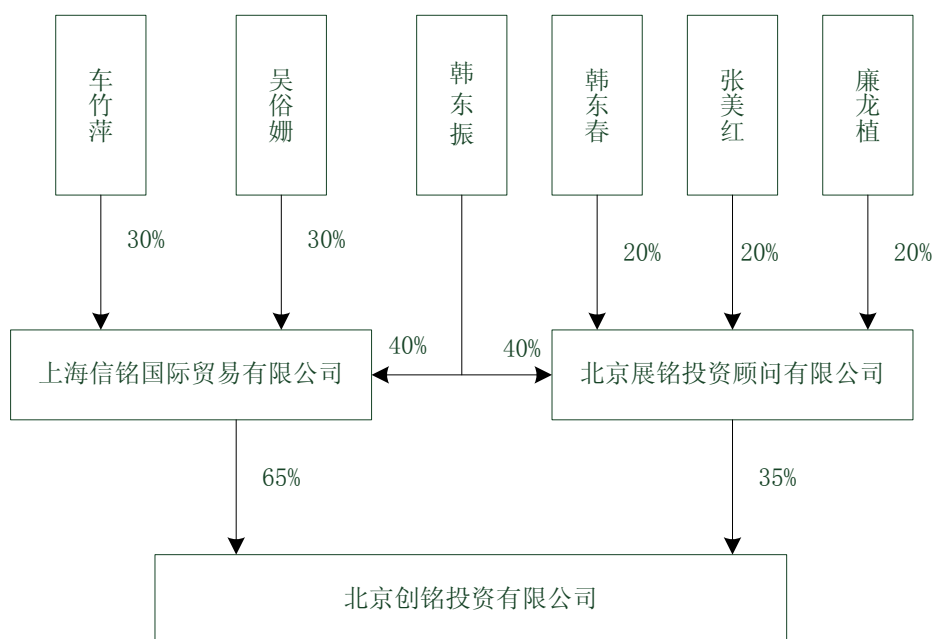 车竹萍
吴俗姗
韩东振
韩东春
张美红
廉龙植
30%
30%
20%
20%
20%
40%
40%
上海信铭国际贸易有限公司
北京展铭投资顾问有限公司
65%
35%
北京创铭投资有限公司